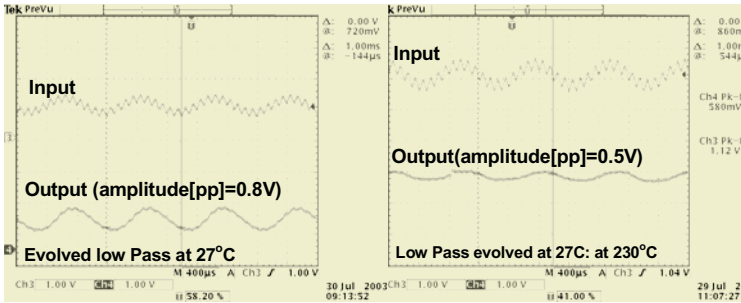 Tek PreVu
Δ: 0.00 V
@: 720mV
Δ: 1.00ms
@: -144µs
Input
3
Output (amplitude[pp]=0.8V)
4
Evolved low Pass at 27°C
M 400µs A Ch3 ∫ 1.00 V
Ch3 1.00 V Ch4 1.00 V
58.20 %
30 Jul 2003
09:13:52
k PreVu
Δ: 0.00
@: 860m
Δ: 1.00
@: 544µ
Input
Ch4 Pk-
580mV
Ch3 Pk-
1.12 V
Output(amplitude[pp]=0.5V)
Low Pass evolved at 27C: at 230°C
M 400µs A Ch3 ∫ 1.04 V
Ch3 1.00 V Ch4 1.00 V
41.00 %
29 Jul 2
11:07:27